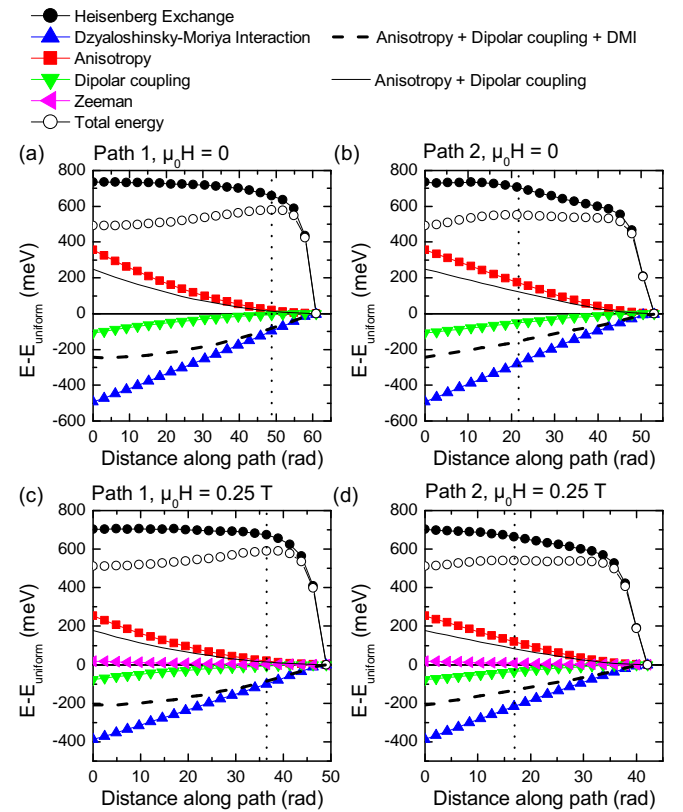 Heisenberg Exchange
Dzyaloshinsky-Moriya Interaction
Anisotropy + Dipolar coupling + DMI
Anisotropy
Dipolar coupling
Anisotropy + Dipolar coupling
Zeeman
Total energy
(a) Path 1, μ0H = 0
800
600
400
200
0
-200
-400
-600
E-Euniform (meV)
0 10 20 30 40 50 60
Distance along path (rad)
(b) Path 2, μ0H = 0
800
600
400
200
0
-200
-400
-600
E-Euniform (meV)
0 10 20 30 40 50
Distance along path (rad)
(c) Path 1, μ0H = 0.25 T
800
600
400
200
0
-200
-400
E-Euniform (meV)
0 10 20 30 40 50
Distance along path (rad)
(d) Path 2, μ0H = 0.25 T
800
600
400
200
0
-200
-400
E-Euniform (meV)
0 10 20 30 40
Distance along path (rad)